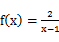 f(x) = 2/(x−1)